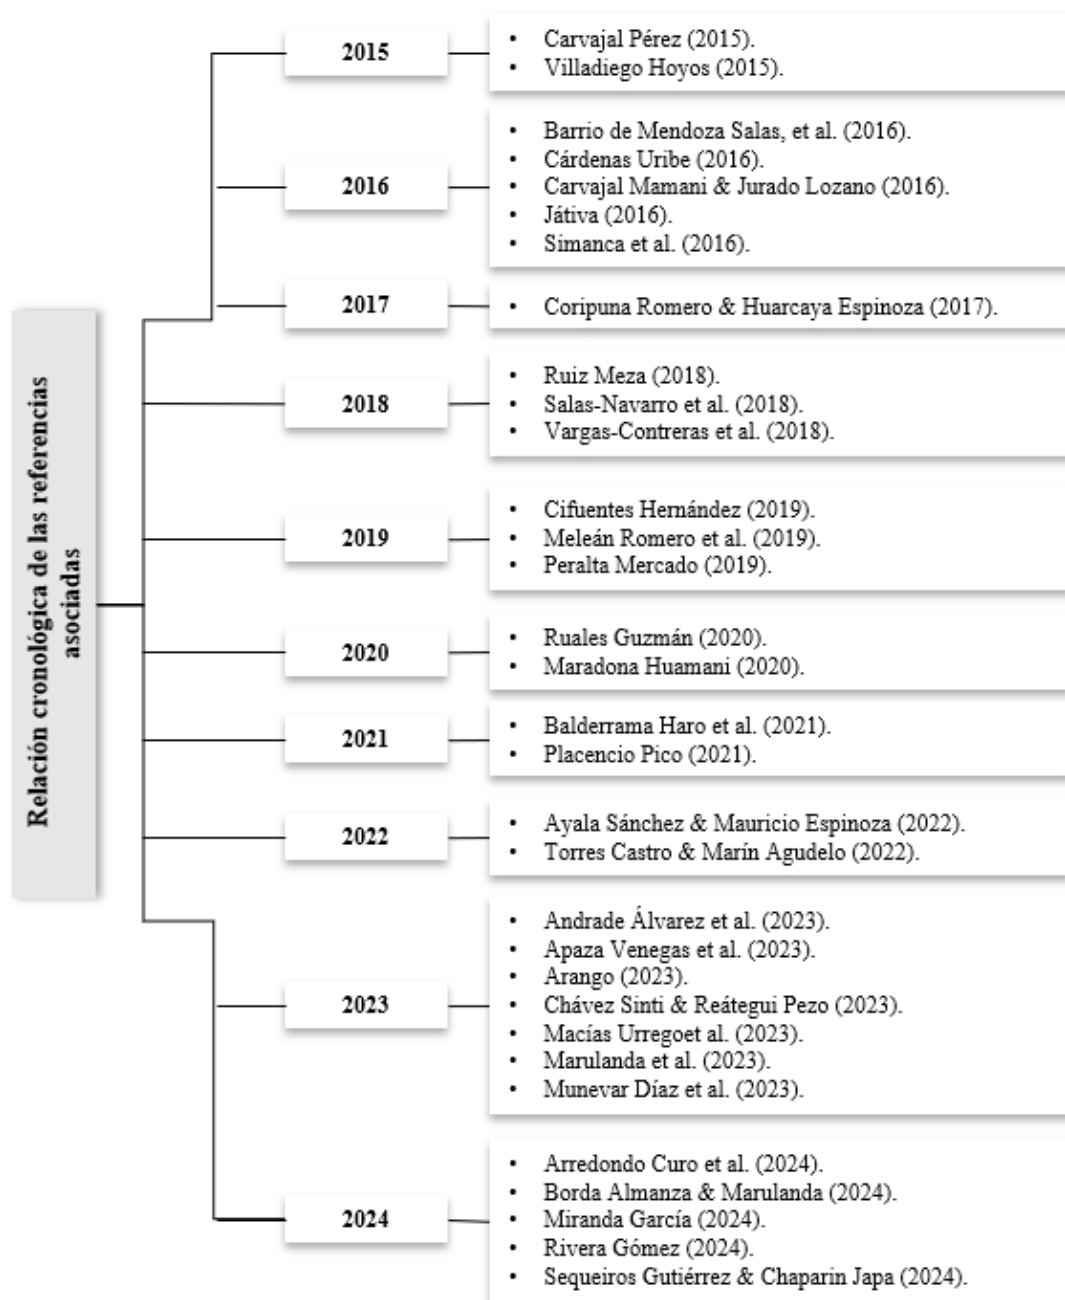 Relación cronológica de las referencias
asociadas
2015
• Carvajal Pérez (2015).
• Villadiego Hoyos (2015).
2016
• Barrio de Mendoza Salas, et al. (2016).
• Cárdenas Uribe (2016).
• Carvajal Mamani & Jurado Lozano (2016).
• Játiva (2016).
• Simanca et al. (2016).
2017
• Coripuna Romero & Huarcaya Espinoza (2017).
2018
• Ruiz Meza (2018).
• Salas-Navarro et al. (2018).
• Vargas-Contreras et al. (2018).
2019
• Cifuentes Hernández (2019).
• Meleán Romero et al. (2019).
• Peralta Mercado (2019).
2020
• Ruales Guzmán (2020).
• Maradona Huamani (2020).
2021
• Balderrama Haro et al. (2021).
• Placencio Pico (2021).
2022
• Ayala Sánchez & Mauricio Espinoza (2022).
• Torres Castro & Marín Agudelo (2022).
2023
• Andrade Álvarez et al. (2023).
• Apaza Venegas et al. (2023).
• Arango (2023).
• Chávez Sinti & Reátegui Pezo (2023).
• Macías Urregoet al. (2023).
• Marulanda et al. (2023).
• Munevar Díaz et al. (2023).
2024
• Arredondo Curo et al. (2024).
• Borda Almanza & Marulanda (2024).
• Miranda García (2024).
• Rivera Gómez (2024).
• Sequeiros Gutiérrez & Chaparin Japa (2024).